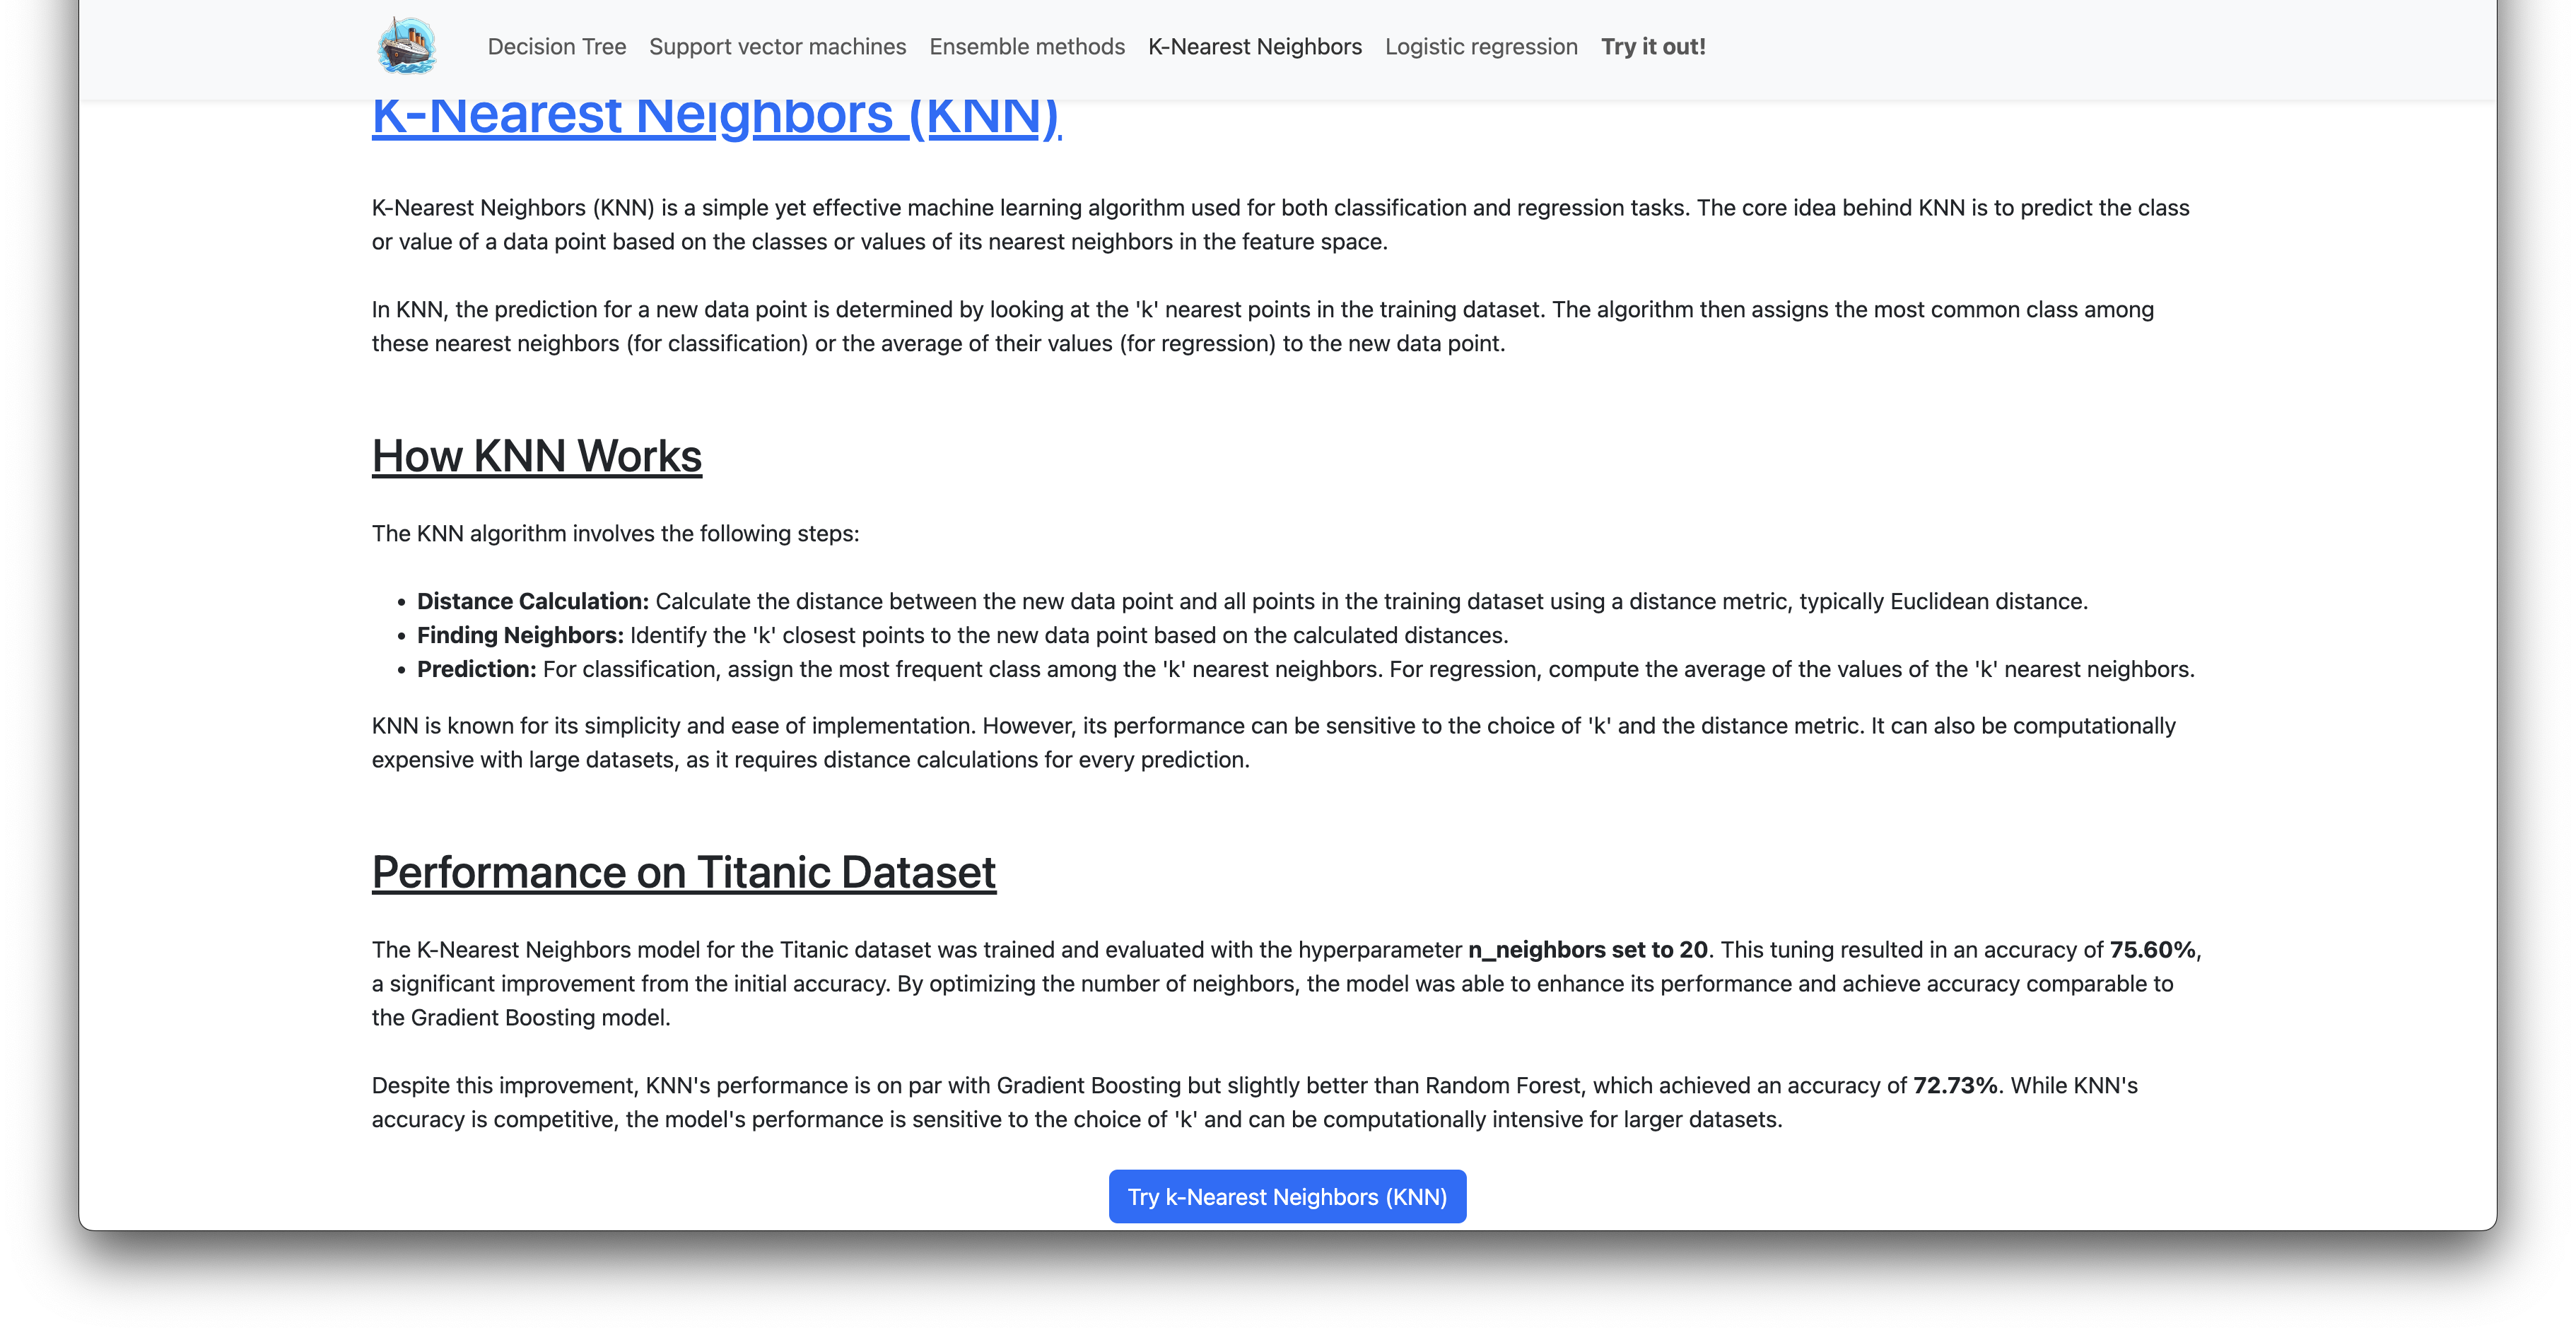 Decision Tree Support vector machines Ensemble methods K-Nearest Neighbors Logistic regression Try it out!
K-Nearest Neighbors (KNN)
K-Nearest Neighbors (KNN) is a simple yet effective machine learning algorithm used for both classification and regression tasks. The core idea behind KNN is to predict the class
or value of a data point based on the classes or values of its nearest neighbors in the feature space.
In KNN, the prediction for a new data point is determined by looking at the 'k' nearest points in the training dataset. The algorithm then assigns the most common class among
these nearest neighbors (for classification) or the average of their values (for regression) to the new data point.
How KNN Works
The KNN algorithm involves the following steps:
• Distance Calculation: Calculate the distance between the new data point and all points in the training dataset using a distance metric, typically Euclidean distance.
• Finding Neighbors: Identify the 'k' closest points to the new data point based on the calculated distances.
• Prediction: For classification, assign the most frequent class among the 'k' nearest neighbors. For regression, compute the average of the values of the 'k' nearest neighbors.
KNN is known for its simplicity and ease of implementation. However, its performance can be sensitive to the choice of 'k' and the distance metric. It can also be computationally
expensive with large datasets, as it requires distance calculations for every prediction.
Performance on Titanic Dataset
The K-Nearest Neighbors model for the Titanic dataset was trained and evaluated with the hyperparameter n_neighbors set to 20. This tuning resulted in an accuracy of 75.60%,
a significant improvement from the initial accuracy. By optimizing the number of neighbors, the model was able to enhance its performance and achieve accuracy comparable to
the Gradient Boosting model.
Despite this improvement, KNN's performance is on par with Gradient Boosting but slightly better than Random Forest, which achieved an accuracy of 72.73%. While KNN's
accuracy is competitive, the model's performance is sensitive to the choice of 'k' and can be computationally intensive for larger datasets.
Try k-Nearest Neighbors (KNN)